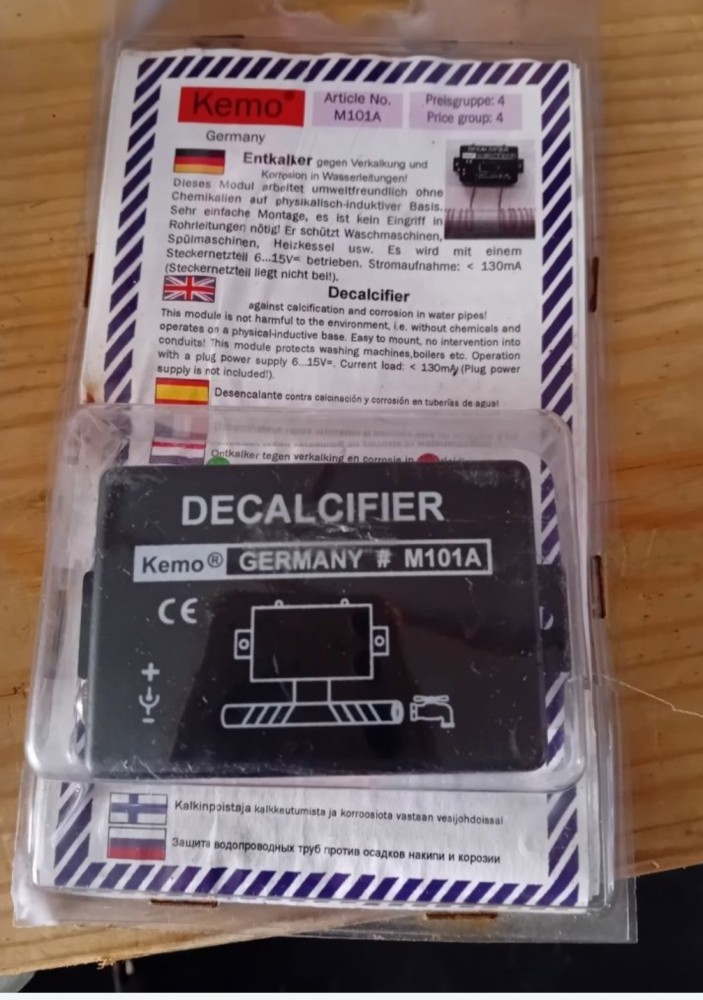 Kemo®
Article No.
M101A
Preisgruppe: 4
Price group: 4
Germany
Entkalker gegen Verkalkung und
Korrosion in Wasserleitungen!
Dieses Modul arbeitet umweltfreundlich ohne
Chemikalien auf physikalisch-induktiver Basis.
Sehr einfache Montage, es ist kein Eingriff in
Rohrleitungen nötig! Er schützt Waschmaschinen,
Spülmaschinen, Heizkessel usw. Es wird mit einem
Steckernetzteil 6...15V= betrieben. Stromaufnahme: < 130mA
(Steckernetzteil liegt nicht bei!).
DECALCIFIER
Decalcifier
against calcification and corrosion in water pipes!
This module is not harmful to the environment, i.e. without chemicals and
operates on a physical-inductive base. Easy to mount, no intervention into
conduits! This module protects washing machines,boilers etc. Operation
with a plug power supply 6...15V=. Current load: < 130mA (Plug power
supply is not included!).
Desencalante contra calcinación y corrosión en tuberías de agua!
Ontkalker tegen verkalking en corrosie in
DECALCIFIER
Kemo® GERMANY # M101A
CE
+
-
Kalkinpoistaja kalkkeutumista ja korroosiota vastaan vesijohdoissa!
Защита водопроводных труб против осадков накипи и корозии